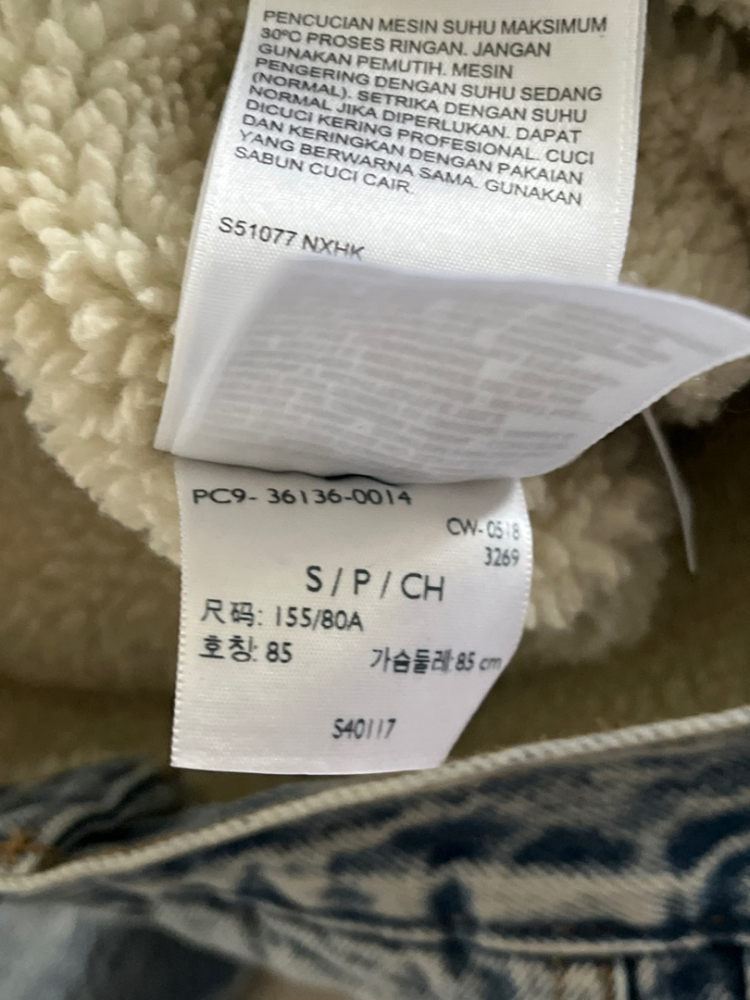 PENCUCIAN MESIN SUHU MAKSIMUM
30ºC PROSES RINGAN. JANGAN
GUNAKAN PEMUTIH. MESIN
PENGERING DENGAN SUHU SEDANG
(NORMAL). SETRIKA DENGAN SUHU
NORMAL JIKA DIPERLUKAN. DAPAT
DICUCI KERING PROFESIONAL. CUCI
DAN KERINGKAN DENGAN PAKAIAN
YANG BERWARNA SAMA. GUNAKAN
SABUN CUCI CAIR.
S51077 NXHK
PC9- 36136-0014
CW-0518
3269
S / P / CH
尺码: 155/80A
호칭: 85 가슴둘레:85 cm
S40117